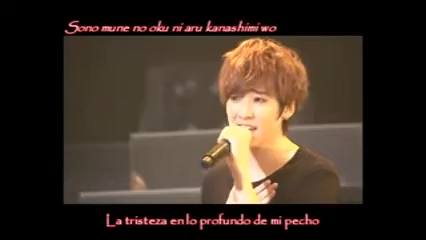 Sono mune no oku ni aru kanashimi wo
La tristeza en lo profundo de mi pecho